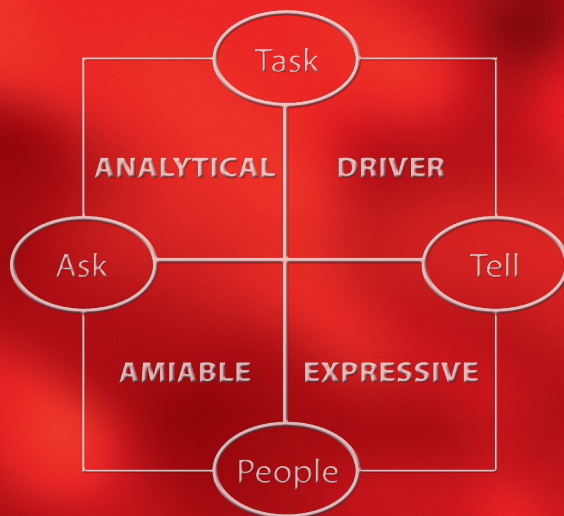 Task
ANALYTICAL DRIVER
Ask Tell
AMIABLE EXPRESSIVE
People